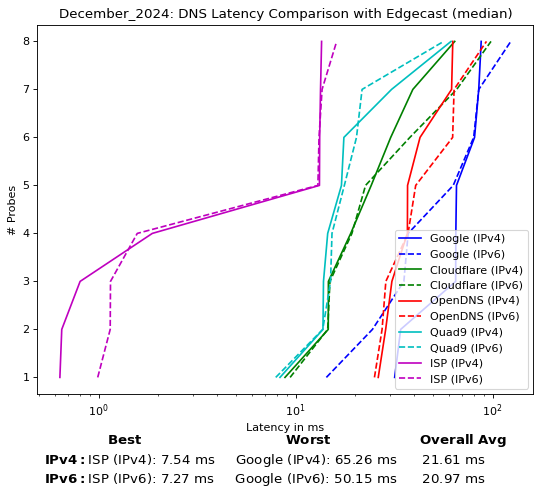 December_2024: DNS Latency Comparison with Edgecast (median)
8
7
6
5
4
3
2
1
# Probes
Google (IPv4)
Google (IPv6)
Cloudflare (IPv4)
Cloudflare (IPv6)
OpenDNS (IPv4)
OpenDNS (IPv6)
Quad9 (IPv4)
Quad9 (IPv6)
ISP (IPv4)
ISP (IPv6)
10⁰ 10¹ 10²
Latency in ms
Best Worst Overall Avg
IPv4: ISP (IPv4): 7.54 ms Google (IPv4): 65.26 ms 21.61 ms
IPv6: ISP (IPv6): 7.27 ms Google (IPv6): 50.15 ms 20.97 ms